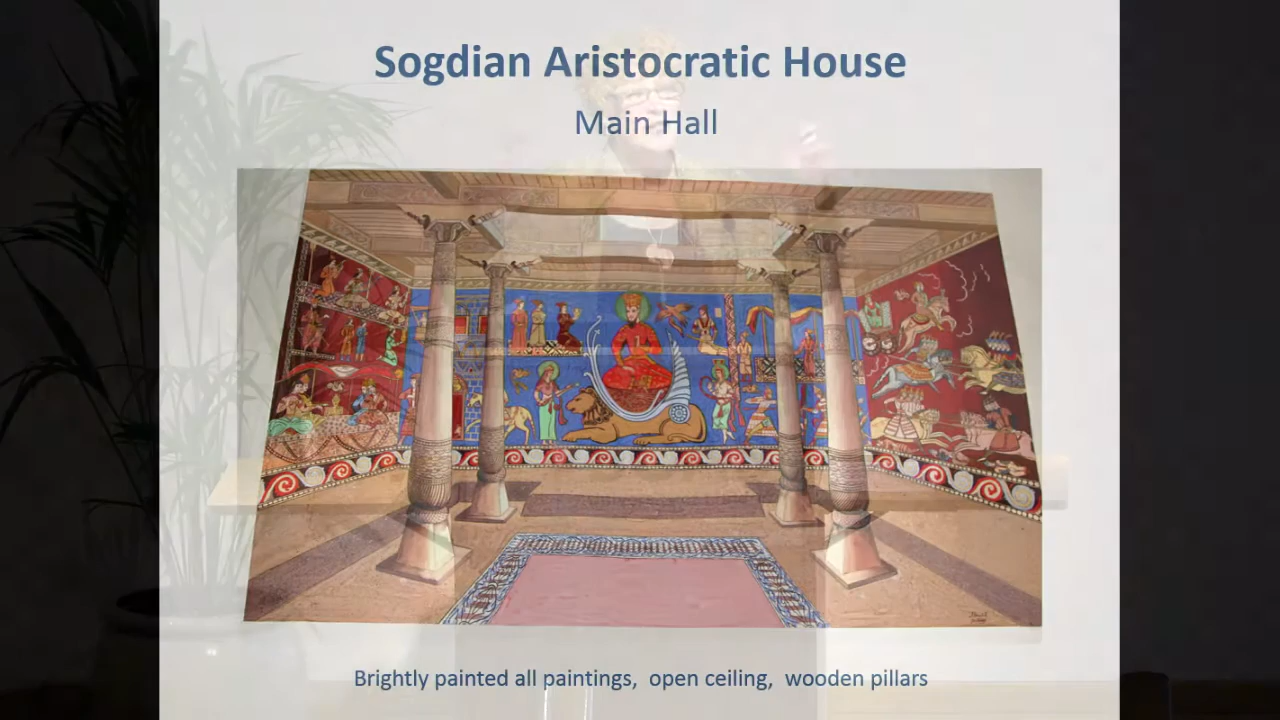 Sogdian Aristocratic House
Main Hall
Brightly painted all paintings,  open ceiling,  wooden pillars